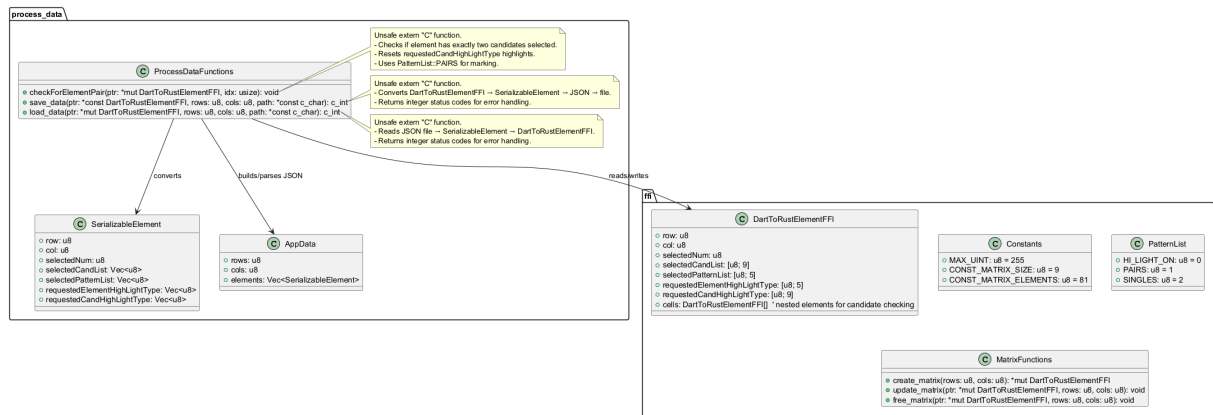 process_data
Unsafe extern "C" function.
- Checks if element has exactly two candidates selected.
- Resets requestedCandHighLightType highlights.
- Uses PatternList::PAIRS for marking.
C ProcessDataFunctions
checkForElementPair(ptr: *mut DartToRustElementFFI, idx: usize): void
save_data(ptr: *const DartToRustElementFFI, rows: u8, cols: u8, path: *const c_char): c_int
load_data(ptr: *mut DartToRustElementFFI, rows: u8, cols: u8, path: *const c_char): c_int
Unsafe extern "C" function.
- Converts DartToRustElementFFI → SerializableElement → JSON → file.
- Returns integer status codes for error handling.
Unsafe extern "C" function.
- Reads JSON file → SerializableElement → DartToRustElementFFI.
- Returns integer status codes for error handling.
converts
builds/parses JSON
reads/writes
C SerializableElement
row: u8
col: u8
selectedNum: u8
selectedCandList: Vec<u8>
selectedPatternList: Vec<u8>
requestedElementHighLightType: Vec<u8>
requestedCandHighLightType: Vec<u8>
C AppData
rows: u8
cols: u8
elements: Vec<SerializableElement>
ffi
C DartToRustElementFFI
row: u8
col: u8
selectedNum: u8
selectedCandList: [u8; 9]
selectedPatternList: [u8; 5]
requestedElementHighLightType: [u8; 5]
requestedCandHighLightType: [u8; 9]
cells: DartToRustElementFFI[] ' nested elements for candidate checking
C Constants
MAX_UINT: u8 = 255
CONST_MATRIX_SIZE: u8 = 9
CONST_MATRIX_ELEMENTS: u8 = 81
C PatternList
HI_LIGHT_ON: u8 = 0
PAIRS: u8 = 1
SINGLES: u8 = 2
C MatrixFunctions
create_matrix(rows: u8, cols: u8): *mut DartToRustElementFFI
update_matrix(ptr: *mut DartToRustElementFFI, rows: u8, cols: u8): void
free_matrix(ptr: *mut DartToRustElementFFI, rows: u8, cols: u8): void